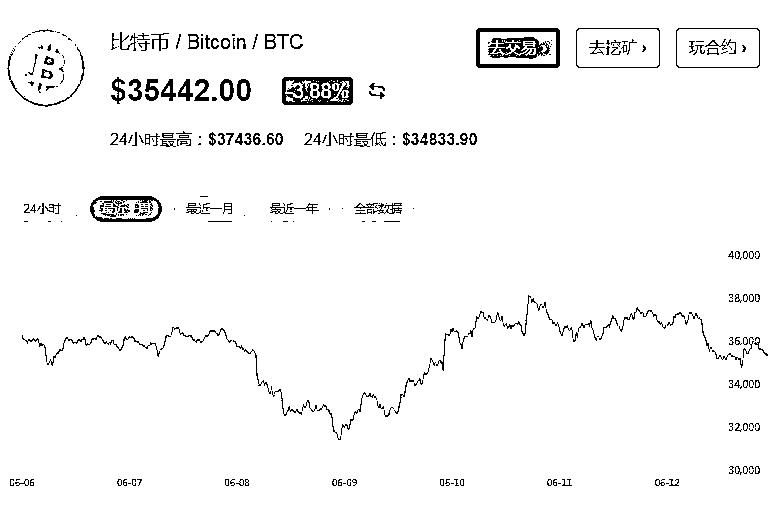 比特币 / Bitcoin / BTC
去交易 ›
去挖矿 ›
玩合约 ›
$35442.00
3.88%
24小时最高：$37436.60 24小时最低：$34833.90
24小时 最近一周 最近一月 最近一年 全部数据
40,000
38,000
36,000
34,000
32,000
30,000
06-06 06-07 06-08 06-09 06-10 06-11 06-12